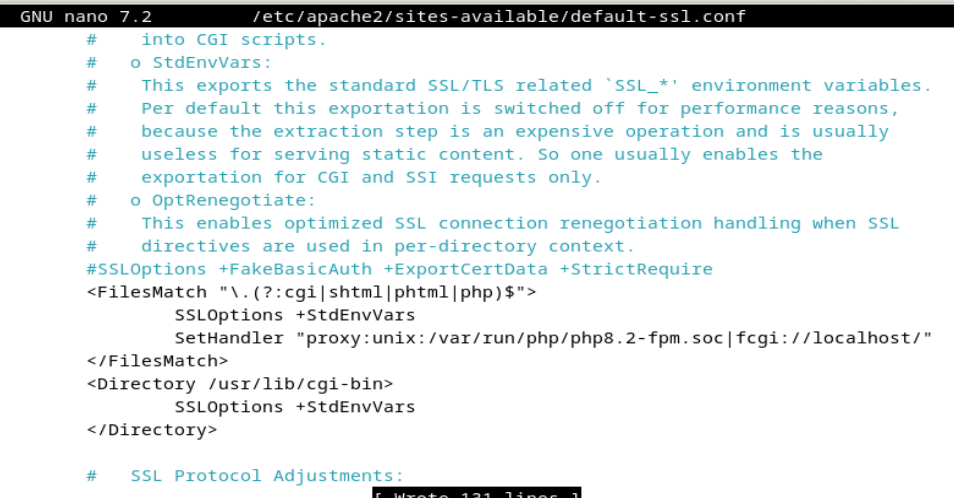 GNU nano 7.2 /etc/apache2/sites-available/default-ssl.conf
# into CGI scripts.
# o StdEnvVars:
# This exports the standard SSL/TLS related `SSL_*' environment variables.
# Per default this exportation is switched off for performance reasons,
# because the extraction step is an expensive operation and is usually
# useless for serving static content. So one usually enables the
# exportation for CGI and SSI requests only.
# o OptRenegotiate:
# This enables optimized SSL connection renegotiation handling when SSL
# directives are used in per-directory context.
#SSLOptions +FakeBasicAuth +ExportCertData +StrictRequire
<FilesMatch "\.(?:cgi|shtml|phtml|php)$">
SSLOptions +StdEnvVars
SetHandler "proxy:unix:/var/run/php/php8.2-fpm.soc|fcgi://localhost/"
</FilesMatch>
<Directory /usr/lib/cgi-bin>
SSLOptions +StdEnvVars
</Directory>
# SSL Protocol Adjustments:
[ Wrote 131 lines ]